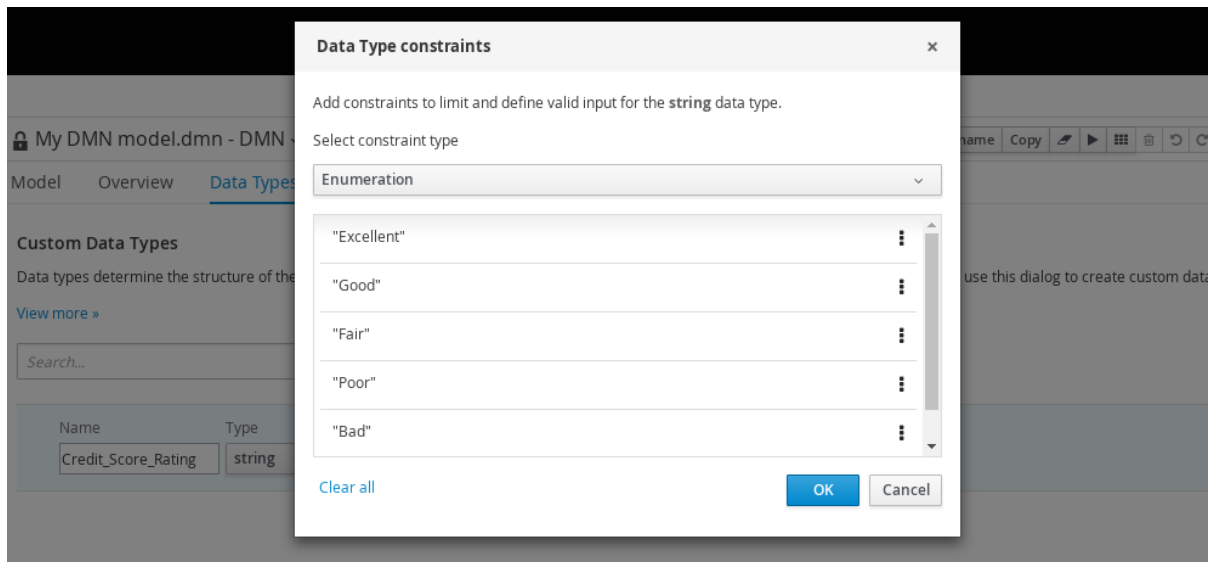 Data Type constraints
×
Add constraints to limit and define valid input for the string data type.
Select constraint type
Enumeration
"Excellent"
"Good"
"Fair"
"Poor"
"Bad"
Clear all
OK Cancel
My DMN model.dmn - DMN
Copy
Model Overview Data Types
Custom Data Types
Data types determine the structure of the
use this dialog to create custom data
View more »
Search...
Name Type
Credit_Score_Rating string